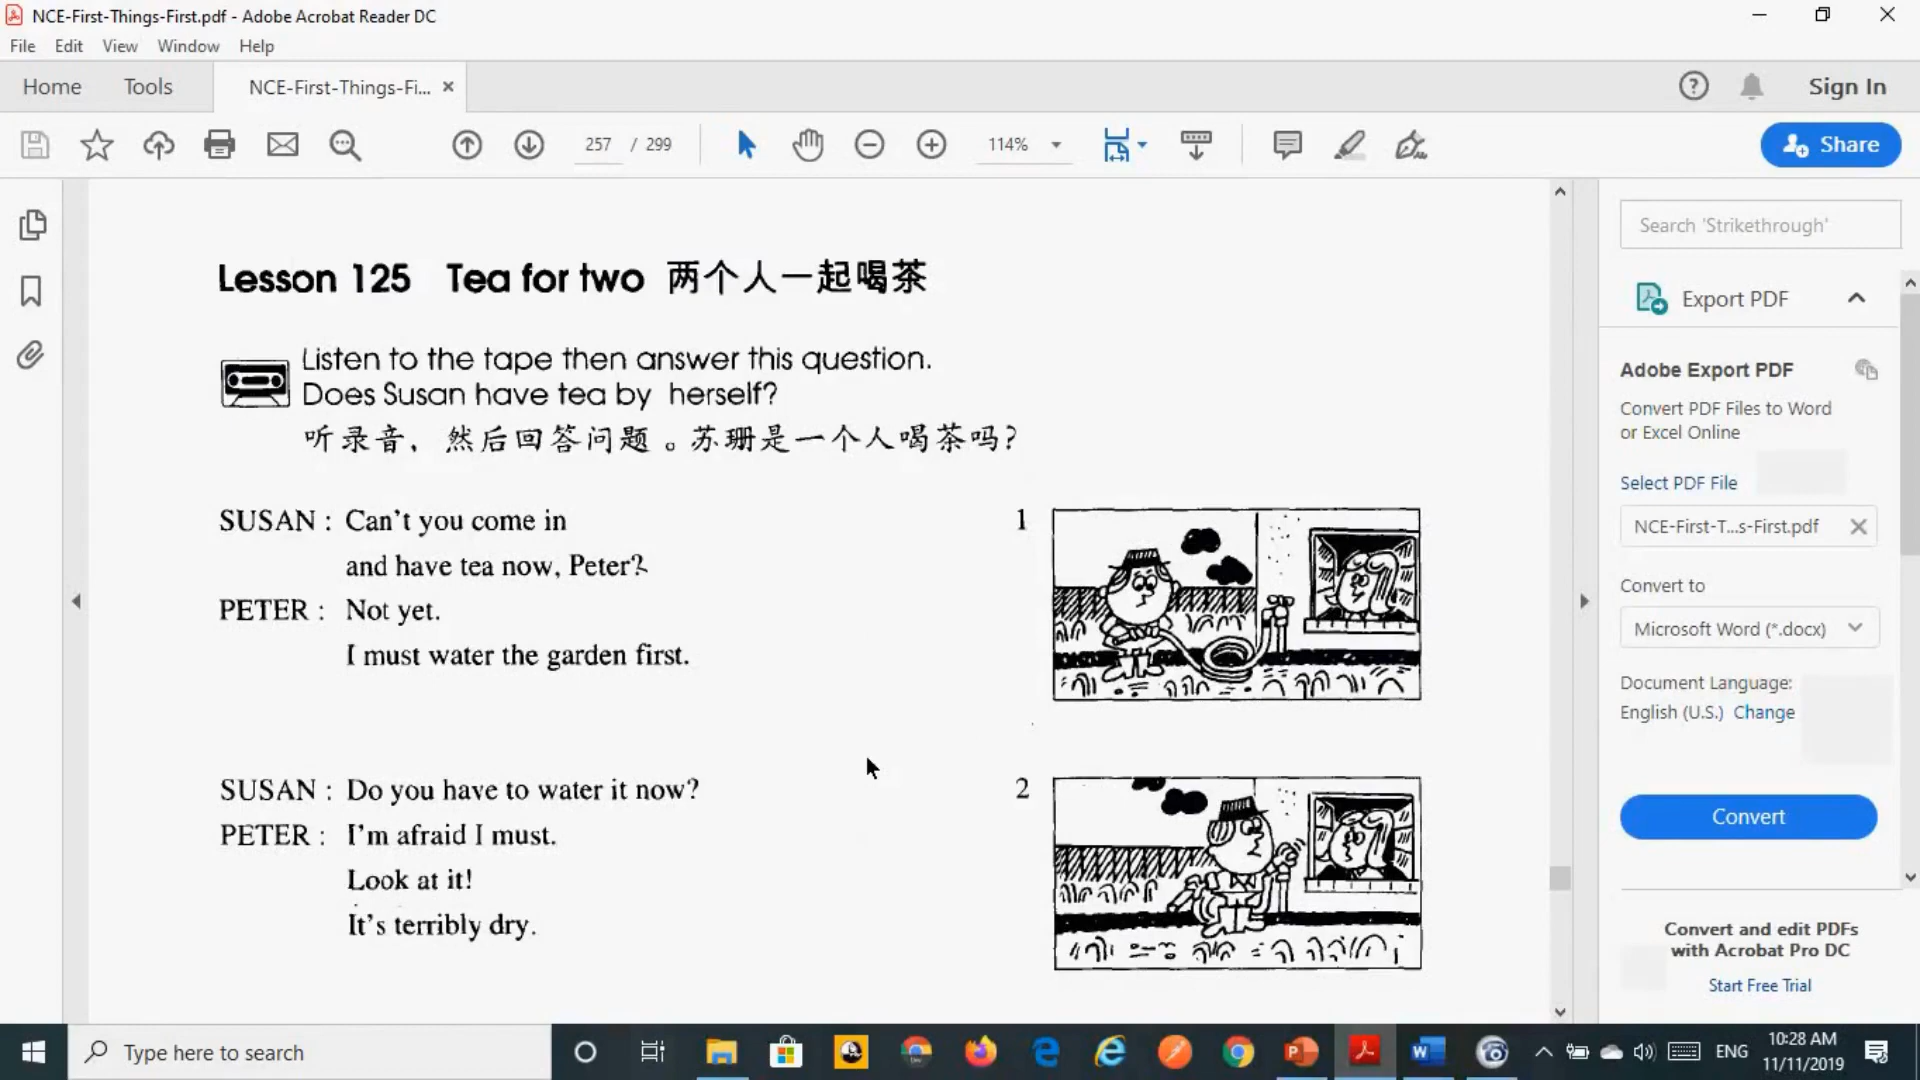 NCE-First-Things-First.pdf - Adobe Acrobat Reader DC
File Edit View Window Help
Home Tools NCE-First-Things-Fi... × Sign In
257 / 299 114% Share
Search 'Strikethrough'
Lesson 125 Tea for two 两个人一起喝茶
Listen to the tape then answer this question.
Does Susan have tea by herself?
听录音，然后回答问题。苏珊是一个人喝茶吗?
SUSAN : Can't you come in
and have tea now, Peter?
PETER : Not yet.
I must water the garden first.
1
SUSAN : Do you have to water it now?
PETER : I'm afraid I must.
Look at it!
It's terribly dry.
2
Export PDF
Adobe Export PDF
Convert PDF Files to Word
or Excel Online
Select PDF File
NCE-First-T...s-First.pdf
Convert to
Microsoft Word (*.docx)
Document Language:
English (U.S.) Change
Convert
Convert and edit PDFs
with Acrobat Pro DC
Start Free Trial
Type here to search
ENG
10:28 AM
11/11/2019